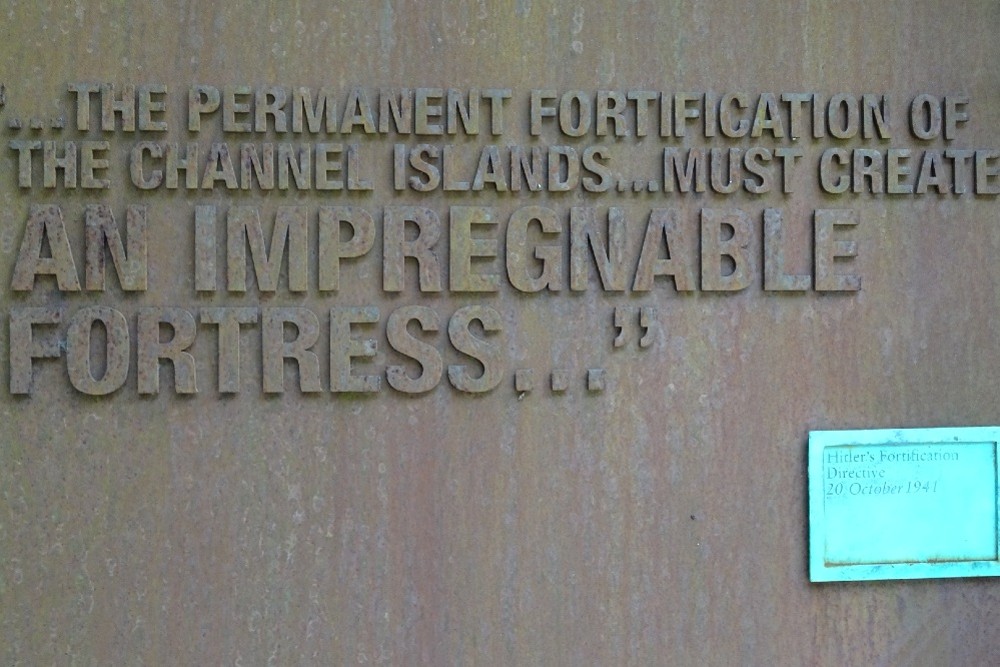 “...THE PERMANENT FORTIFICATION OF
THE CHANNEL ISLANDS...MUST CREATE
AN IMPREGNABLE
FORTRESS...”
Hitler's Fortification
Directive
20 October 1941